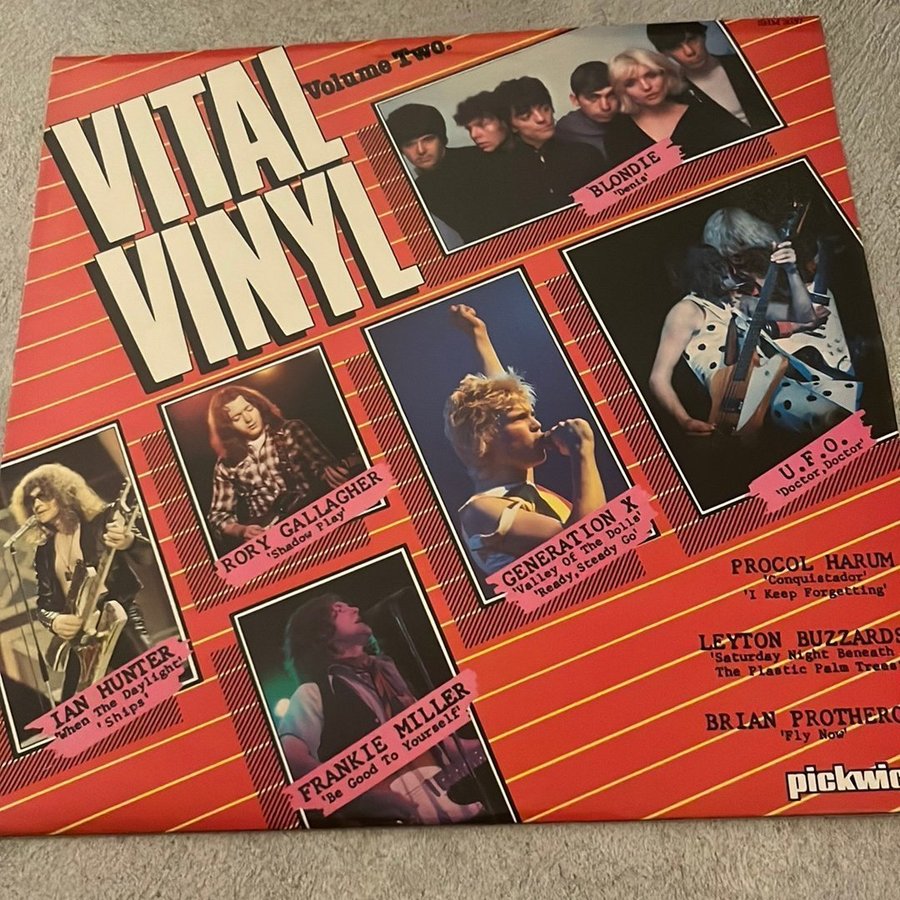 VITAL
VINYL
Volume Two.
BLONDIE
'Denis'
U.F.O.
'Doctor,Doctor'
RORY GALLAGHER
'Shadow Play'
GENERATION X
'Valley Of The Dolls'
'Ready,Steady Go'
IAN HUNTER
'When The Daylight'
'Ships'
FRANKIE MILLER
'Be Good To Yourself'
PROCOL HARUM
'Conquistador'
'I Keep Forgetting'
LEYTON BUZZARDS
'Saturday Night Beneath
The Plastic Palm Trees'
BRIAN PROTHERO
'Fly Now'
pickwic